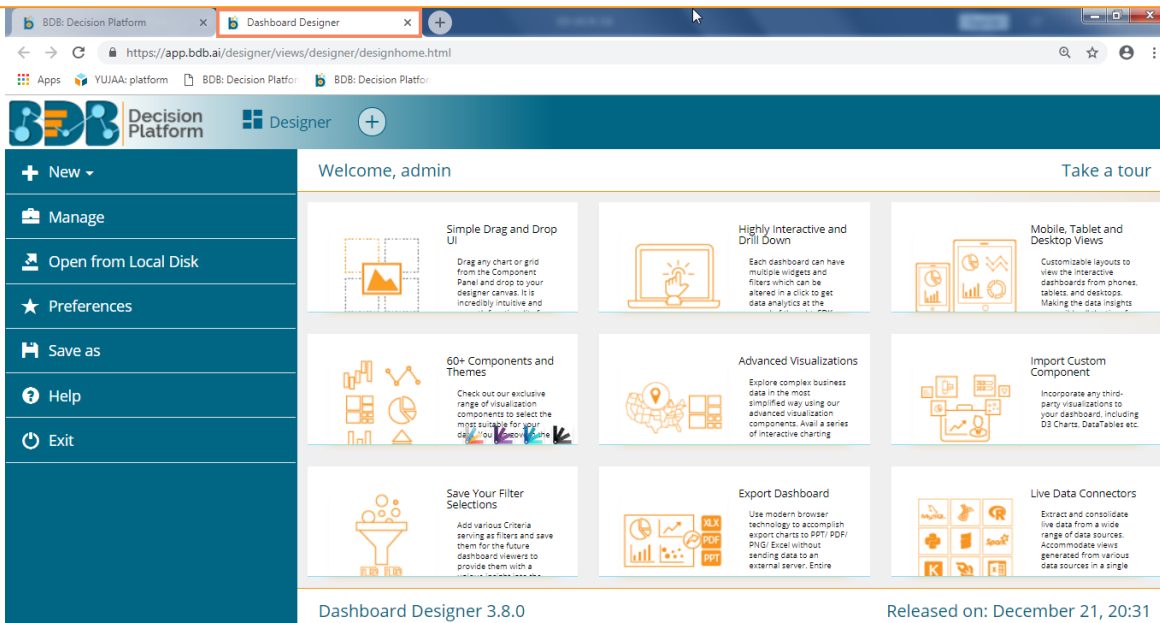 BDB: Decision Platform
Dashboard Designer
https://app.bdb.ai/designer/views/designer/designhome.html
Apps
YUJAA: platform
BDB: Decision Platfor
BDB: Decision Platfor
BDB
Decision
Platform
Designer
New
Manage
Open from Local Disk
Preferences
Save as
Help
Exit
Welcome, admin
Take a tour
Simple Drag and Drop
UI
Drag any chart or grid
from the Component
Panel and drop to your
designer canvas. It is
incredibly intuitive and
Highly Interactive and
Drill Down
Each dashboard can have
multiple widgets and
filters which can be
altered in a click to get
data analytics at the
Mobile, Tablet and
Desktop Views
Customizable layouts to
view the interactive
dashboards from phones,
tablets, and desktops.
Making the data insights
60+ Components and
Themes
Check out our exclusive
range of visualization
components to select the
most suitable for your
Advanced Visualizations
Explore complex business
data in the most
simplified way using our
advanced visualization
components. Avail a series
of interactive charting
Import Custom
Component
Incorporate any third-
party visualizations to
your dashboard, including
D3 Charts, DataTables etc.
Save Your Filter
Selections
Add various Criteria
serving as filters and save
them for the future
dashboard viewers to
provide them with a
XLX
PDF
PPT
Export Dashboard
Use modern browser
technology to accomplish
export charts to PPT/ PDF/
PNG/ Excel without
sending data to an
external server. Entire
MySQL
R
Spark
K
Live Data Connectors
Extract and consolidate
live data from a wide
range of data sources.
Accommodate views
generated from various
data sources in a single
Dashboard Designer 3.8.0
Released on: December 21, 20:31